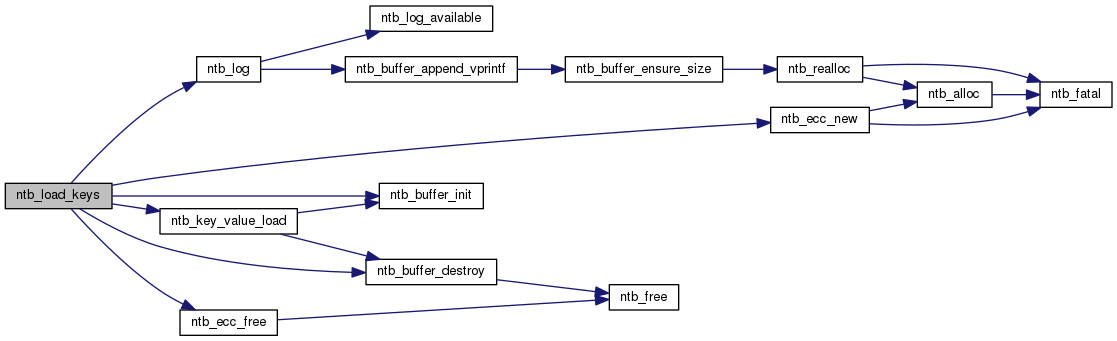 ntb_log_available
ntb_log
ntb_buffer_append_vprintf
ntb_buffer_ensure_size
ntb_realloc
ntb_alloc
ntb_fatal
ntb_ecc_new
ntb_load_keys
ntb_buffer_init
ntb_key_value_load
ntb_buffer_destroy
ntb_free
ntb_ecc_free